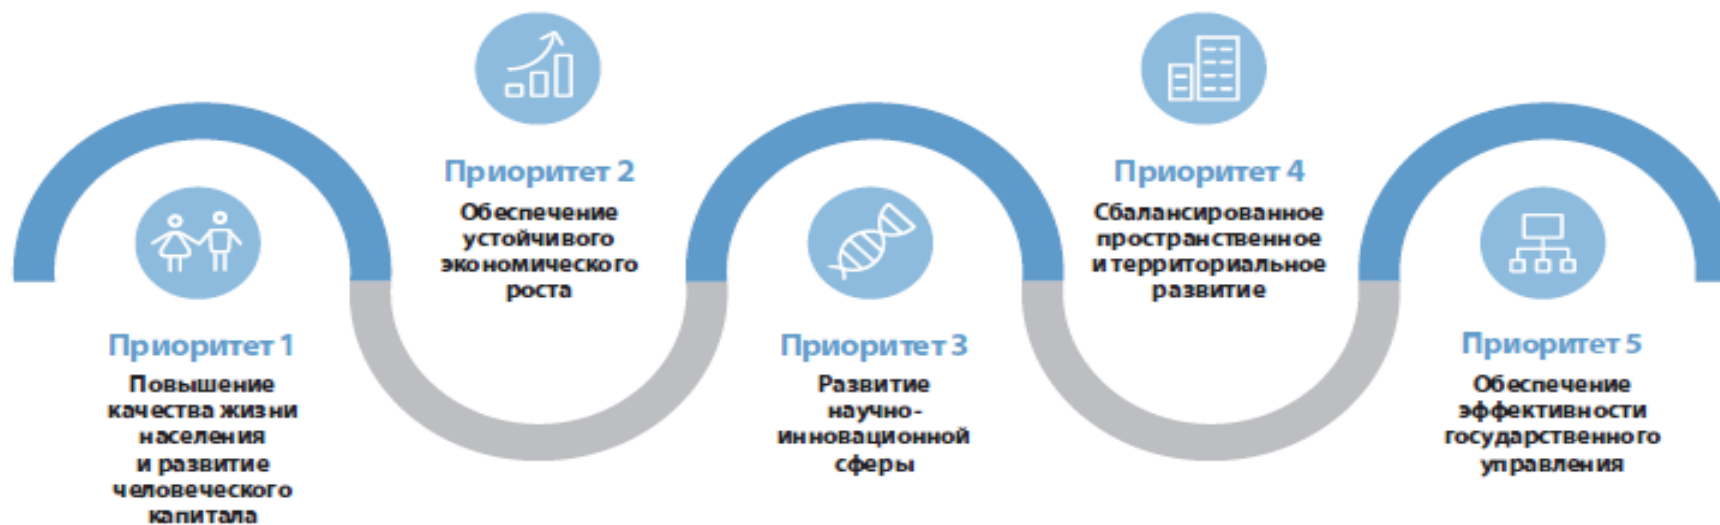 Приоритет 1
Повышение
качества жизни
населения
и развитие
человеческого
капитала
Приоритет 2
Обеспечение
устойчивого
экономического
роста
Приоритет 3
Развитие
научно-
инновационной
сферы
Приоритет 4
Сбалансированное
пространственное
и территориальное
развитие
Приоритет 5
Обеспечение
эффективности
государственного
управления